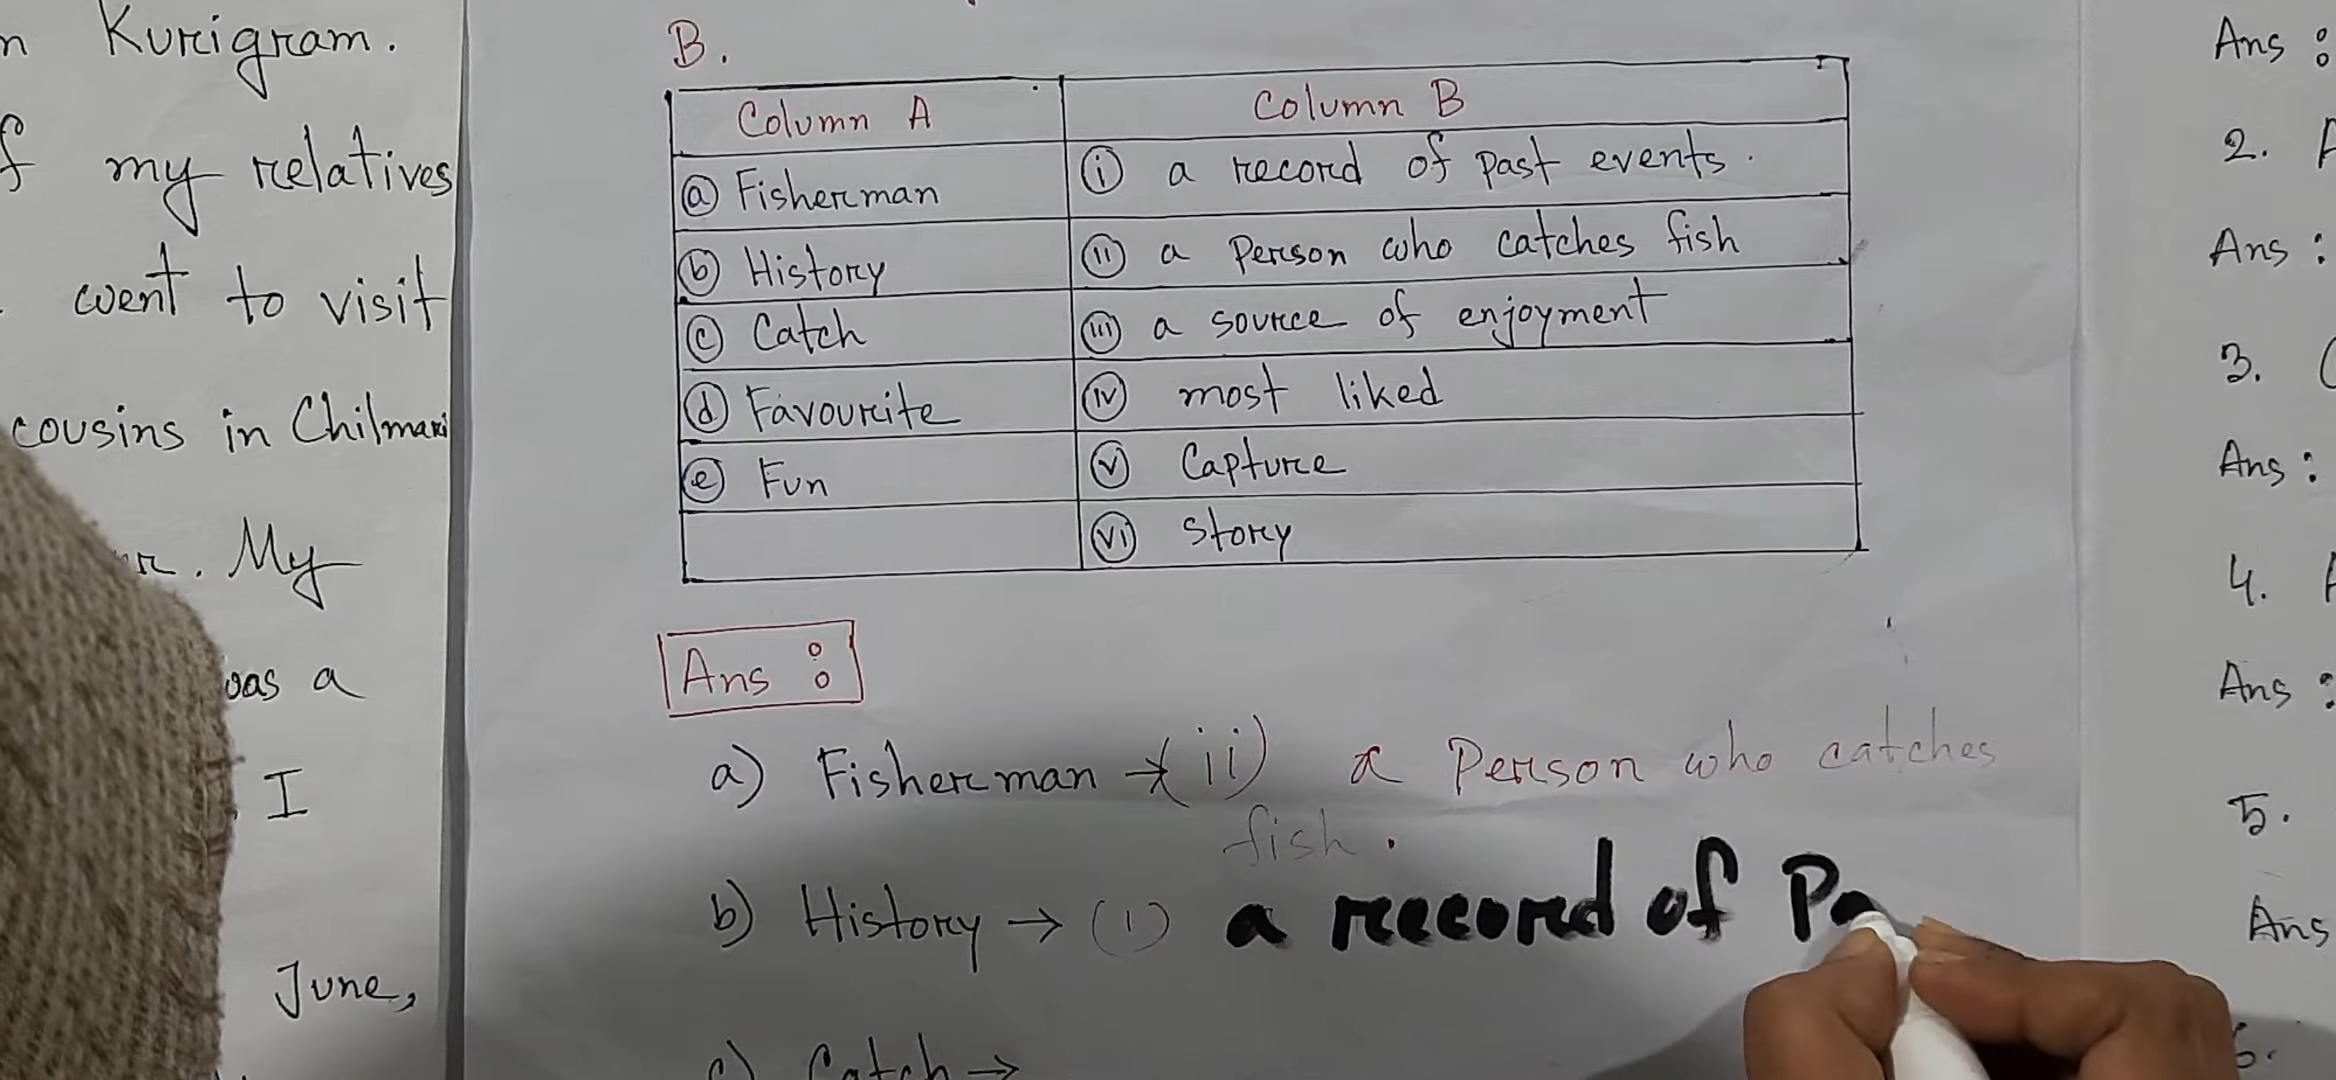 Kurigram.
my relatives
went to visit
cousins in Chilmari
My
was a
I
June,
B.
Column A Column B
a Fisherman i a record of past events.
b History ii a person who catches fish
c Catch iii a source of enjoyment
d Favourite iv most liked
e Fun v Capture
vi Story
Ans :
a) Fisherman → (ii) a person who catches
fish.
b) History → (i) a record of Pa
c) Catch →
Ans :
2.
Ans :
3.
Ans :
4.
Ans :
5.
Ans
6.